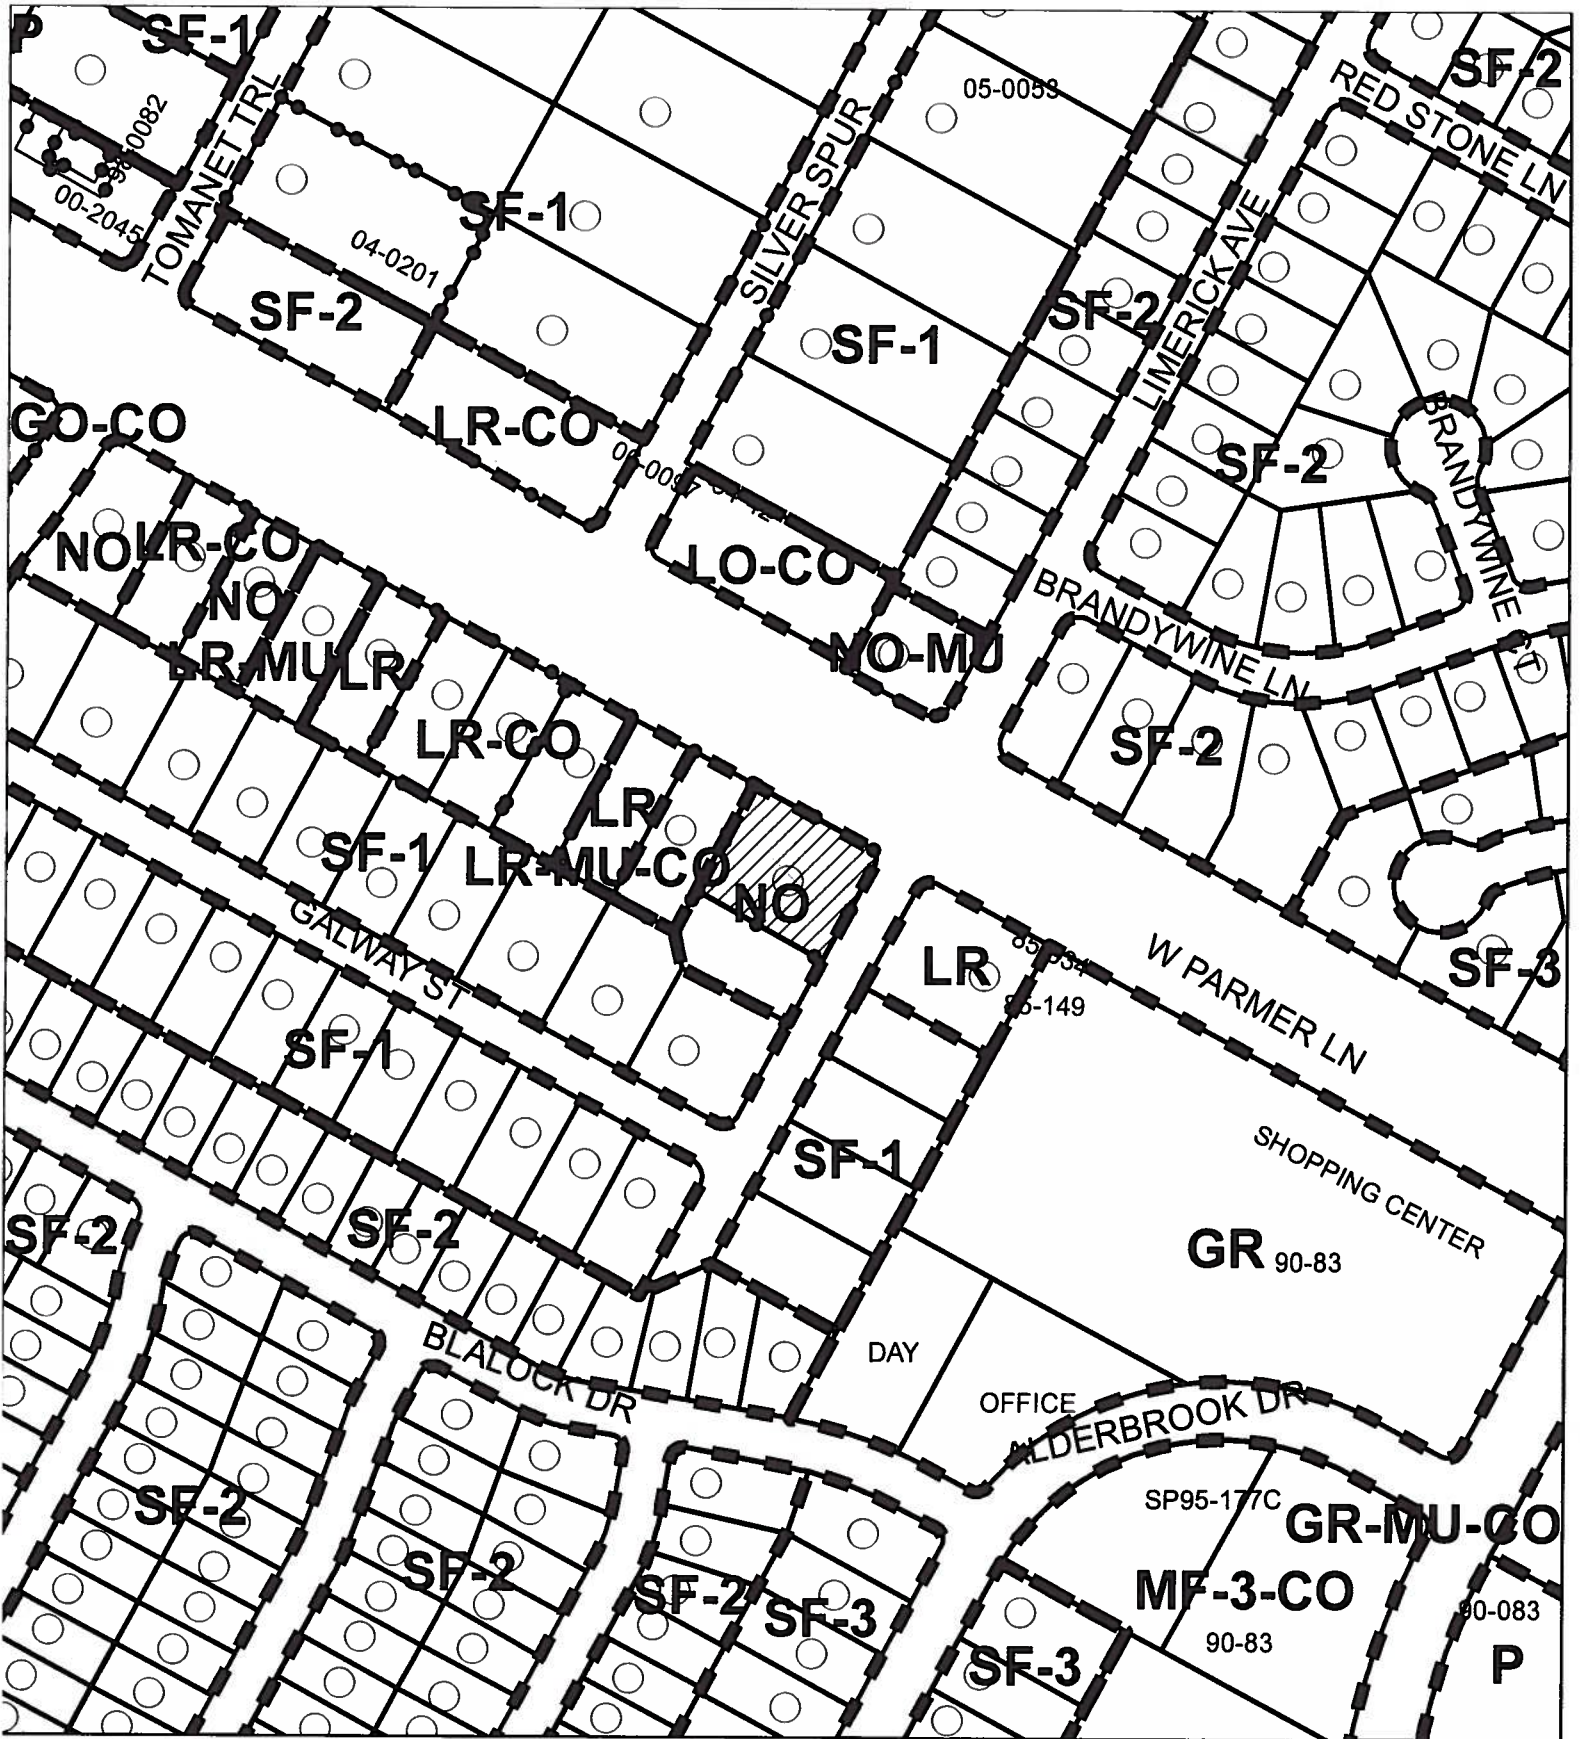 P
SF-1
SF-2
05-0053
RED STONE LN
00-2045
TOMANET TRL
SF-1
04-0201
SILVER SPUR
SF-2
SF-1
SF-2
LIMERICK AVE
GO-CO
LR-CO
SF-2
BRANDYWINE CT
NO
LR-CO
LO-CO
NO
BRANDYWINE LN
LR-MU
LR
NO-MU
LR-CO
SF-2
LR
SF-1
LR-MU-CO
NO
GALWAY ST
LR
W PARMER LN
SF-3
85-149
SF-1
SF-1
SHOPPING CENTER
SF-2
SF-2
GR 90-83
BLALOCK DR
DAY
OFFICE
ALDERBROOK DR
SF-2
SP95-177C
GR-MU-CO
SF-2
SF-2
SF-3
MF-3-CO
90-083
90-83
SF-3
P